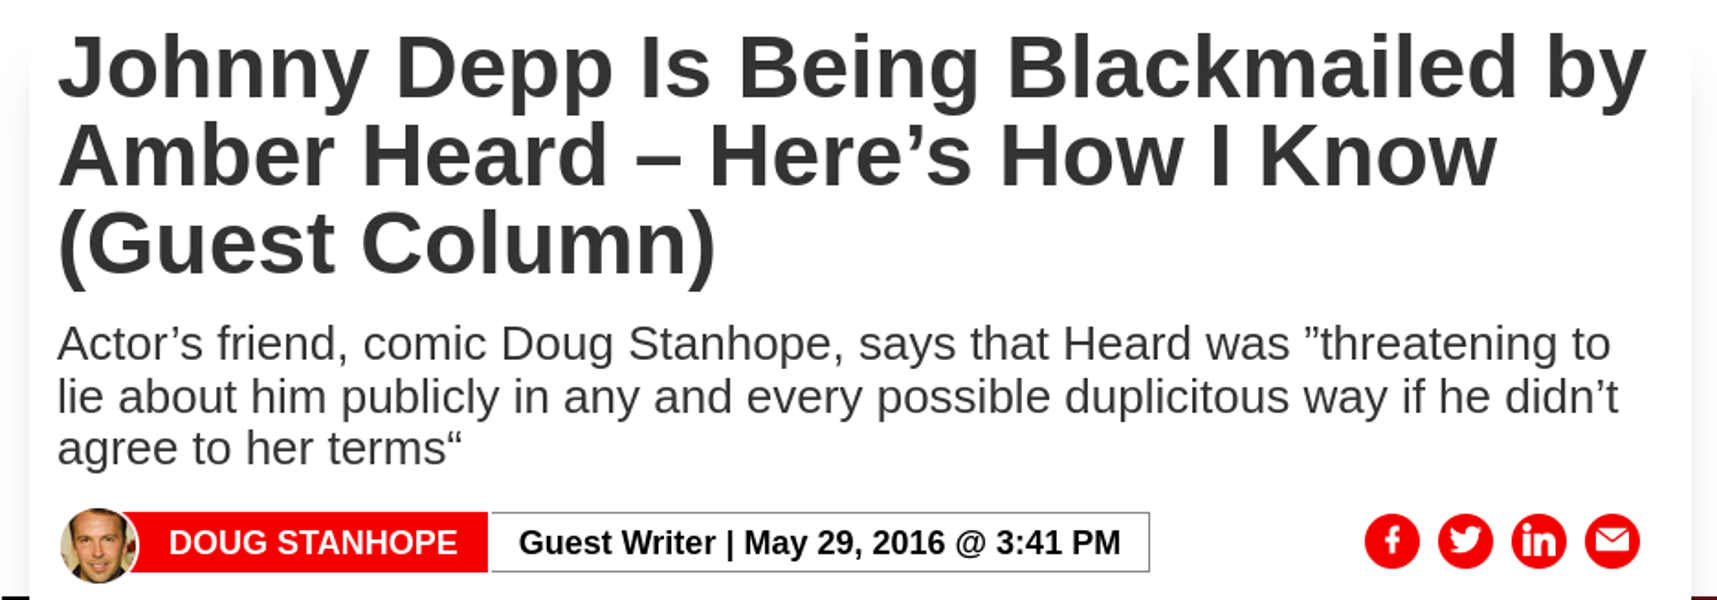 Johnny Depp Is Being Blackmailed by
Amber Heard – Here’s How I Know
(Guest Column)
Actor’s friend, comic Doug Stanhope, says that Heard was ”threatening to
lie about him publicly in any and every possible duplicitous way if he didn’t
agree to her terms“
DOUG STANHOPE Guest Writer | May 29, 2016 @ 3:41 PM